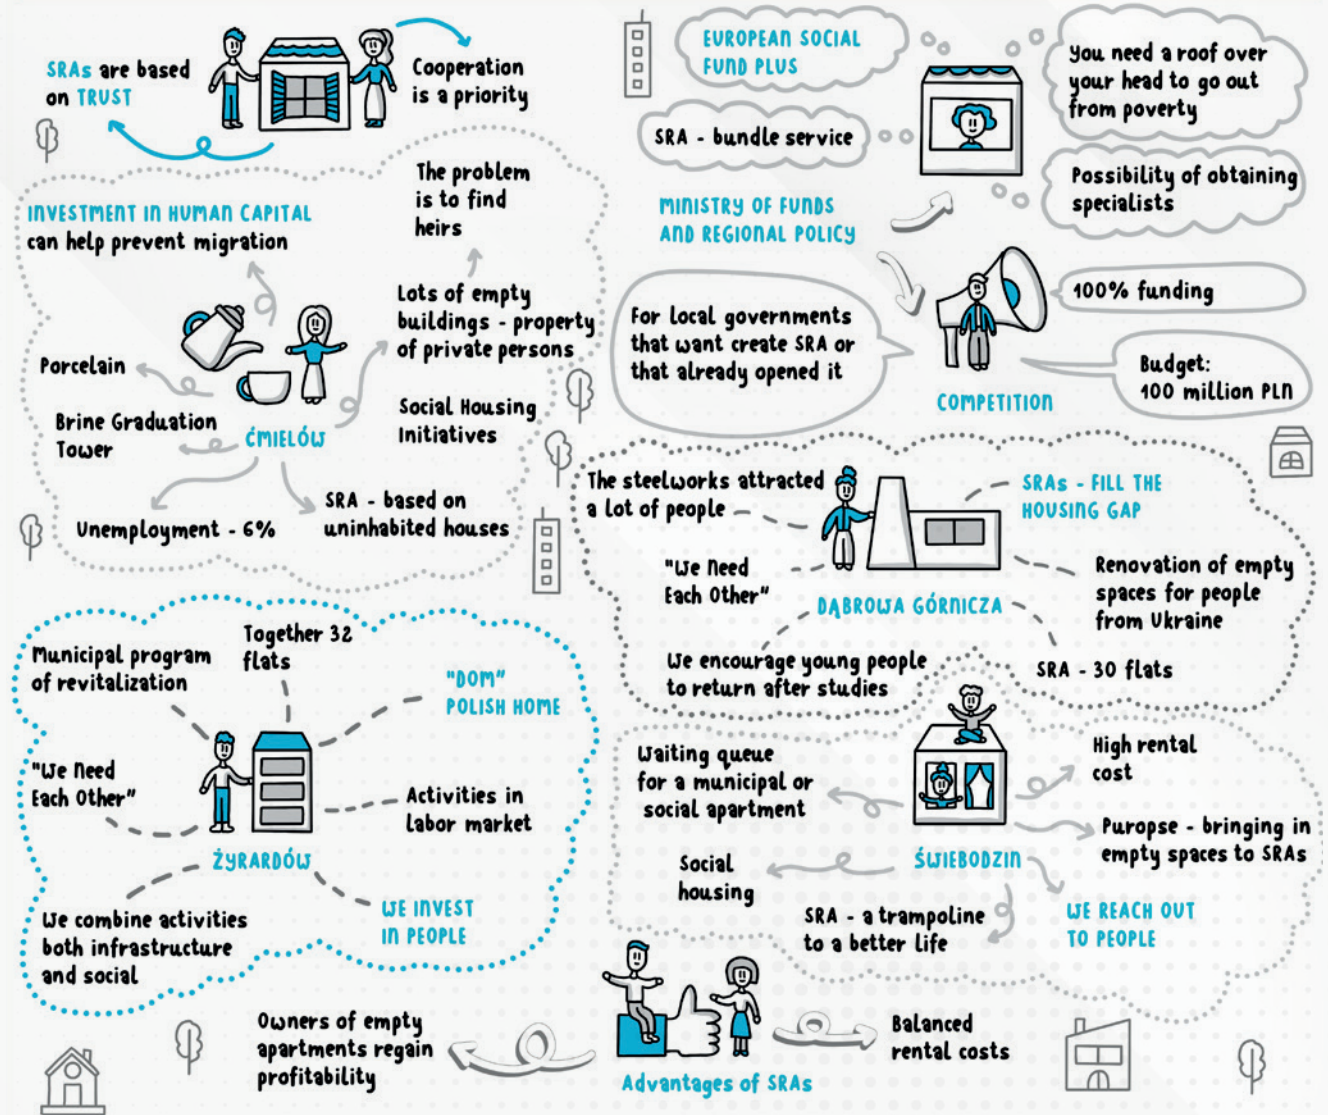 SRAs are based
on TRUST
Cooperation
is a priority
EUROPEAN SOCIAL
FUND PLUS
SRA - bundle service
You need a roof over
your head to go out
from poverty
Possibility of obtaining
specialists
MINISTRY OF FUNDS
AND REGIONAL POLICY
For local governments
that want create SRA or
that already opened it
100% funding
Budget:
100 million PLN
COMPETITION
INVESTMENT IN HUMAN CAPITAL
can help prevent migration
The problem
is to find
heirs
Lots of empty
buildings - property
of private persons
Porcelain
Brine Graduation
Tower
ĆMIELÓW
Social Housing
Initiatives
Unemployment - 6%
SRA - based on
uninhabited houses
The steelworks attracted
a lot of people
SRAs - FILL THE
HOUSING GAP
"We Need
Each Other"
DĄBROWA GÓRNICZA
Renovation of empty
spaces for people
from Ukraine
We encourage young people
to return after studies
SRA - 30 flats
Municipal program
of revitalization
Together 32
flats
"DOM"
POLISH HOME
"We Need
Each Other"
Activities in
labor market
ŻYRARDÓW
We combine activities
both infrastructure
and social
WE INVEST
IN PEOPLE
Waiting queue
for a municipal or
social apartment
High rental
cost
Puropse - bringing in
empty spaces to SRAs
ŚWIEBODZIN
Social
housing
SRA - a trampoline
to a better life
WE REACH OUT
TO PEOPLE
Owners of empty
apartments regain
profitability
Balanced
rental costs
Advantages of SRAs